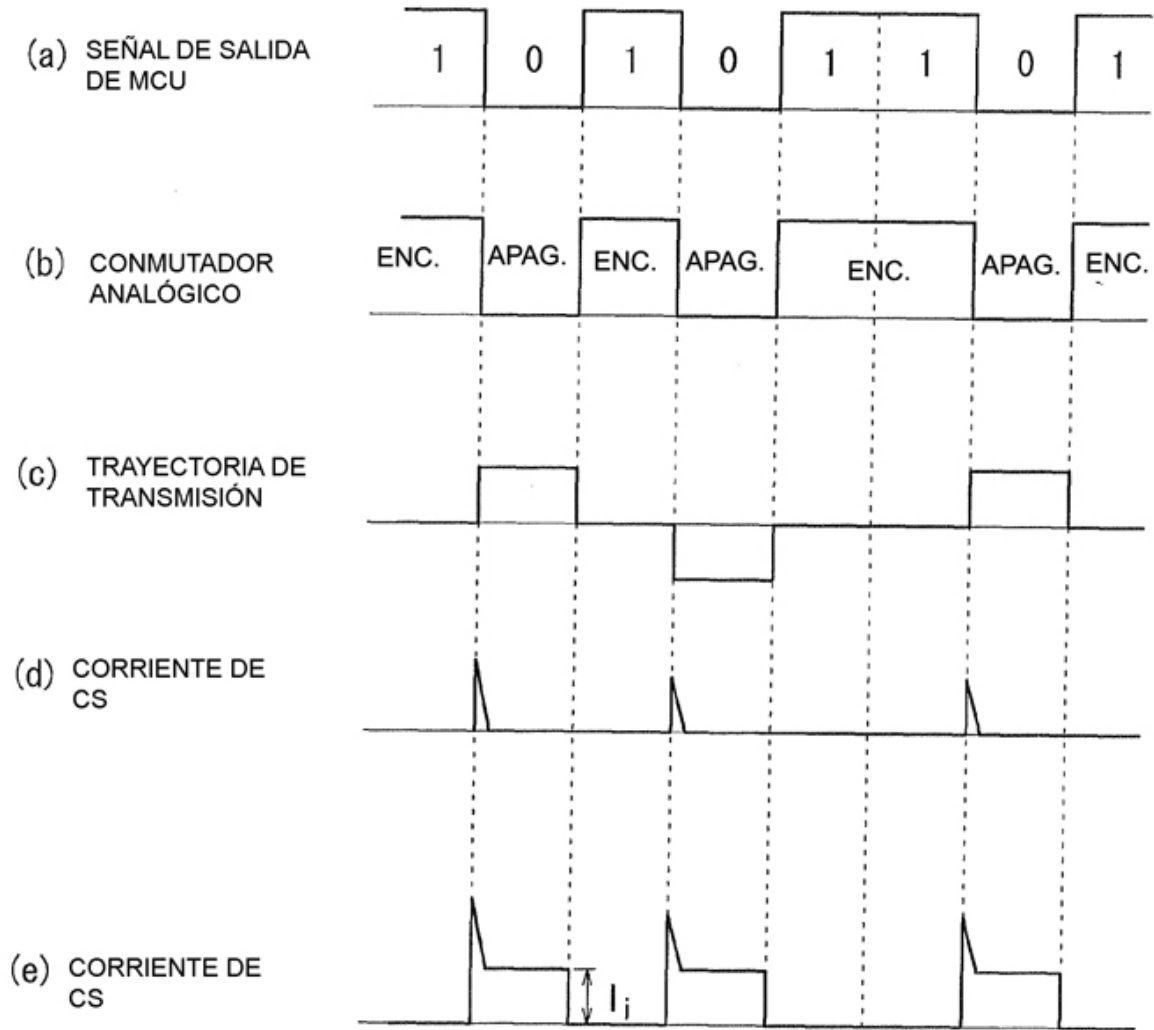 (a) SEÑAL DE SALIDA
DE MCU
1 0 1 0 1 1 0 1
(b) CONMUTADOR
ANALÓGICO
ENC. APAG. ENC. APAG. ENC. APAG. ENC.
(c) TRAYECTORIA DE
TRANSMISIÓN
(d) CORRIENTE DE
CS
(e) CORRIENTE DE
CS
Ij